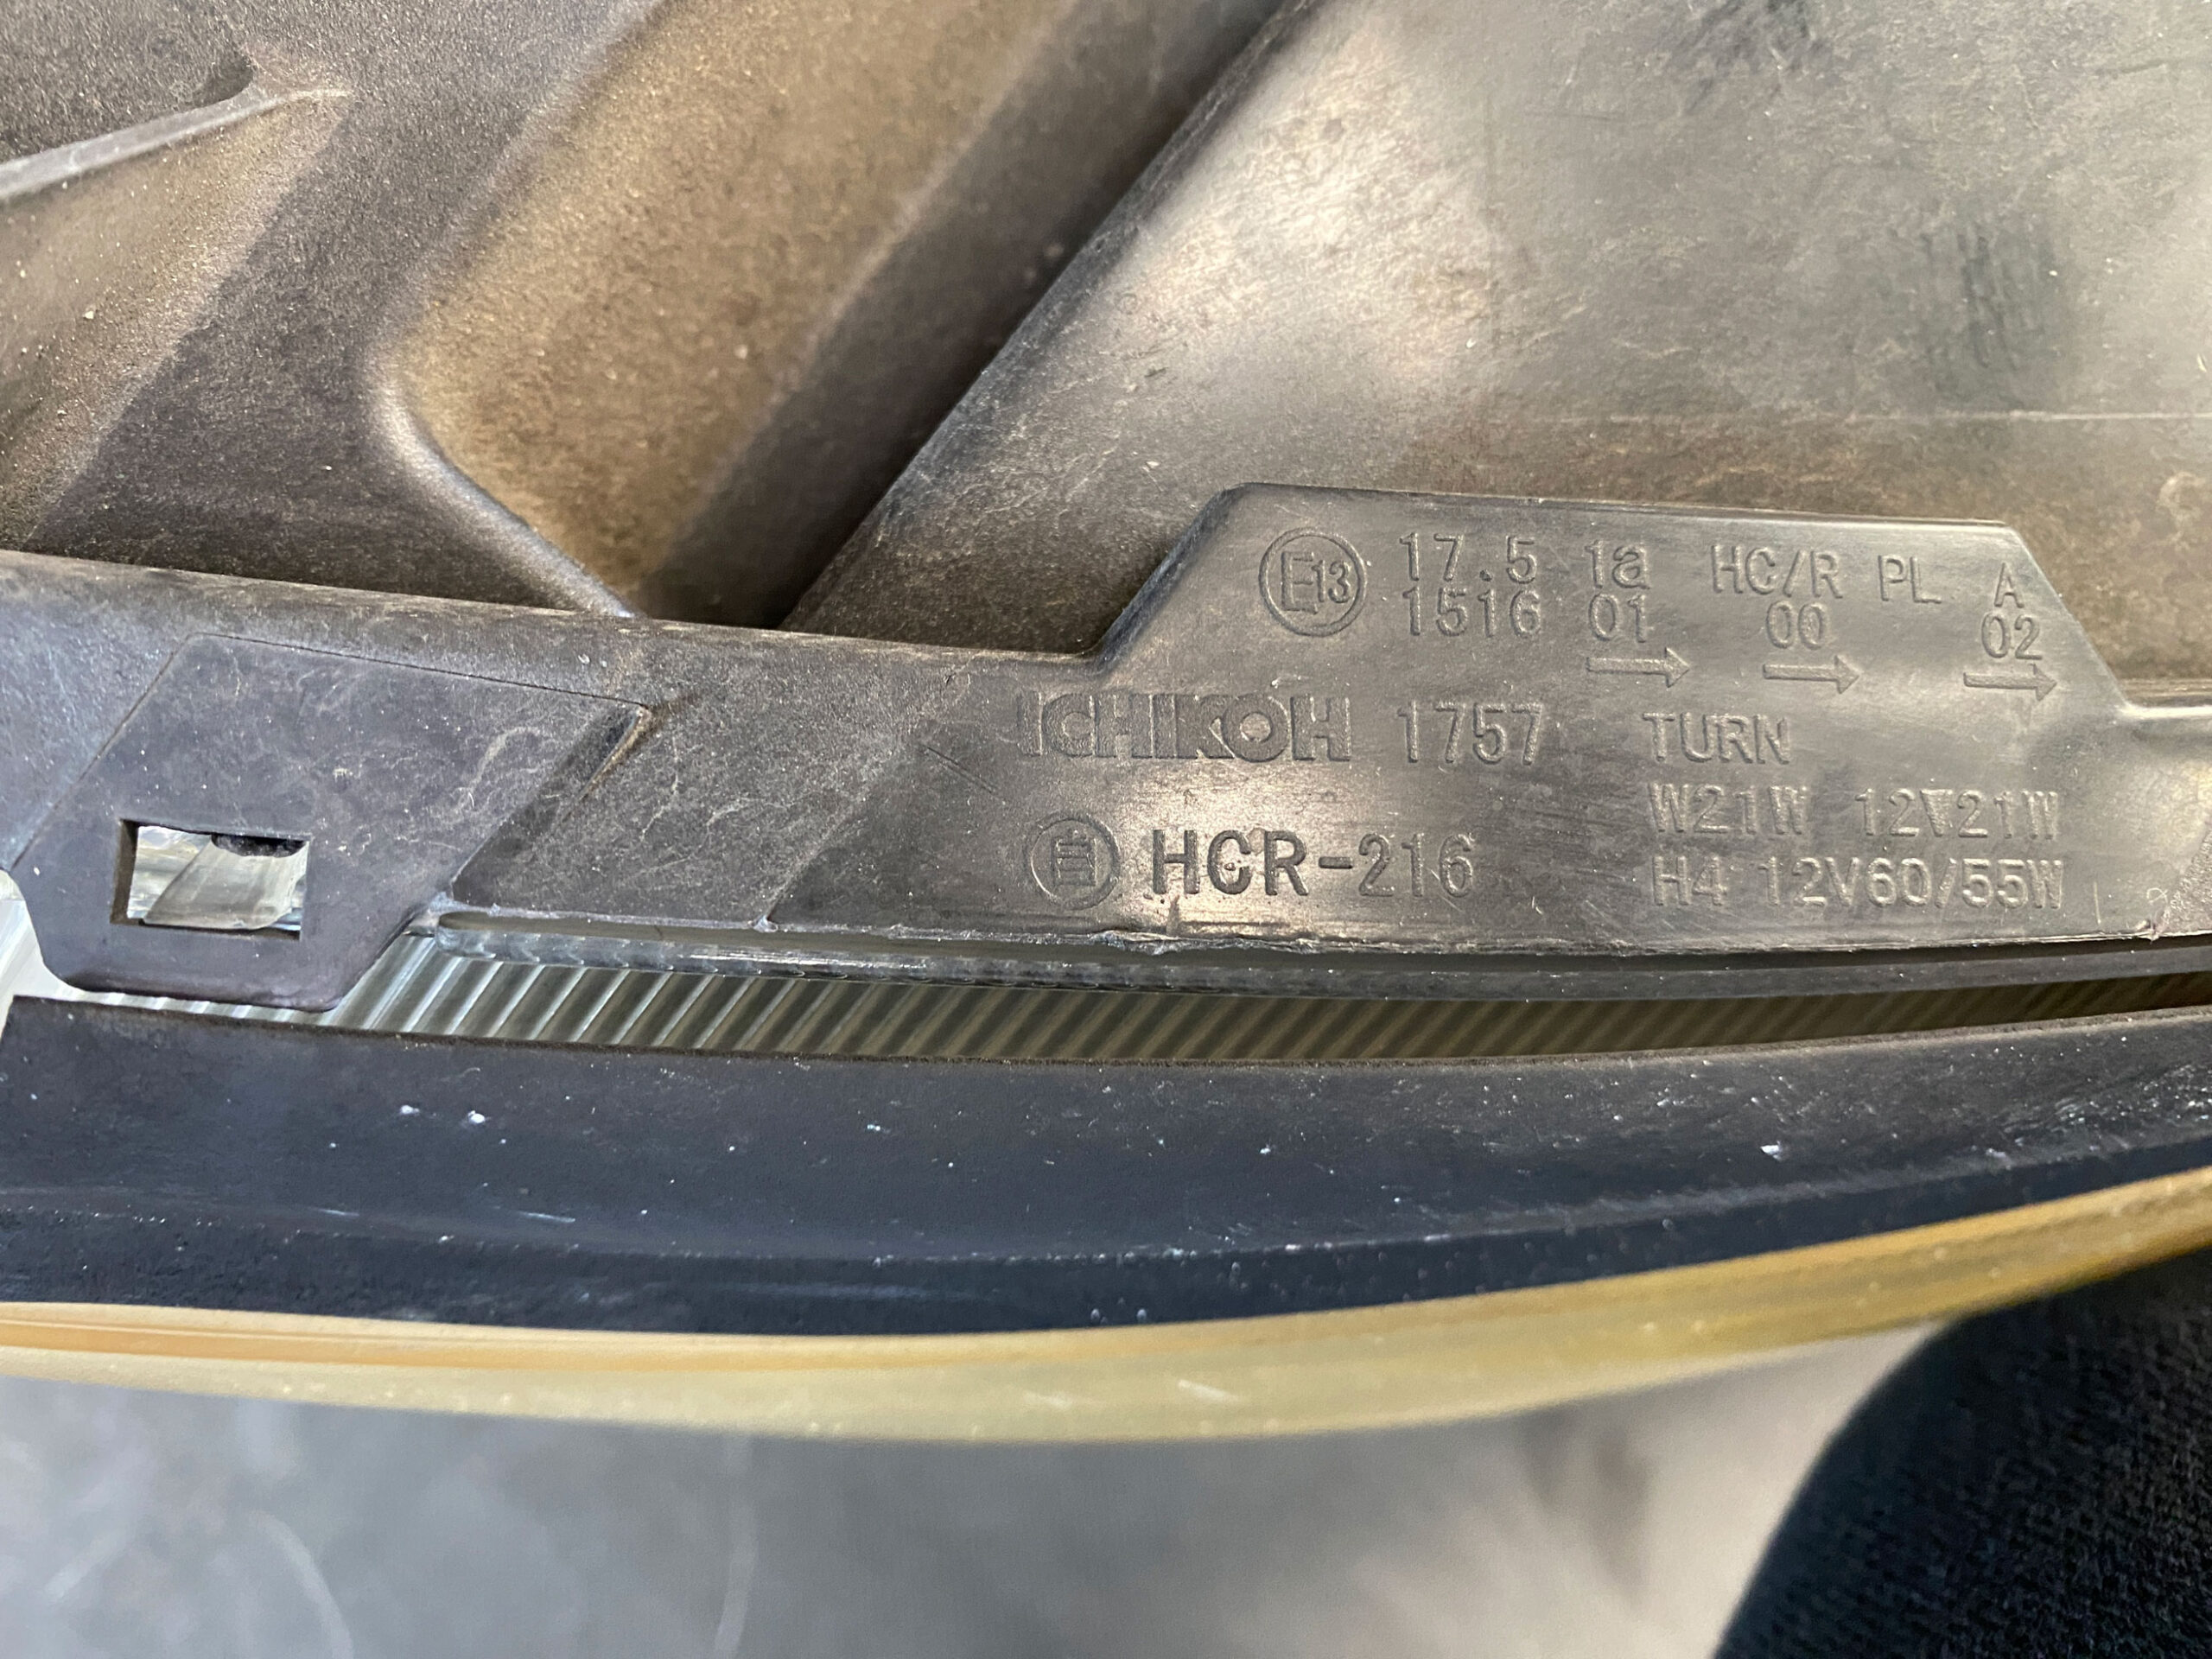 E13 17.5 1a HC/R PL A
1516 01 00 02
→ → →
ICHIKOH 1757 TURN
W21W 12V21W
自 HCR-216 H4 12V60/55W